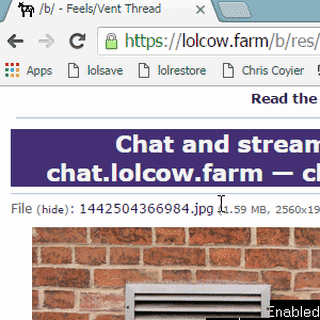 /b/ - Feels/Vent Thread
https://lolcow.farm/b/res/
Apps lolsave lolrestore Chris Coyier
Read the
Chat and stream
chat.lolcow.farm —
File (hide): 1442504366984.jpg (1.59 MB, 2560x19
Enabled